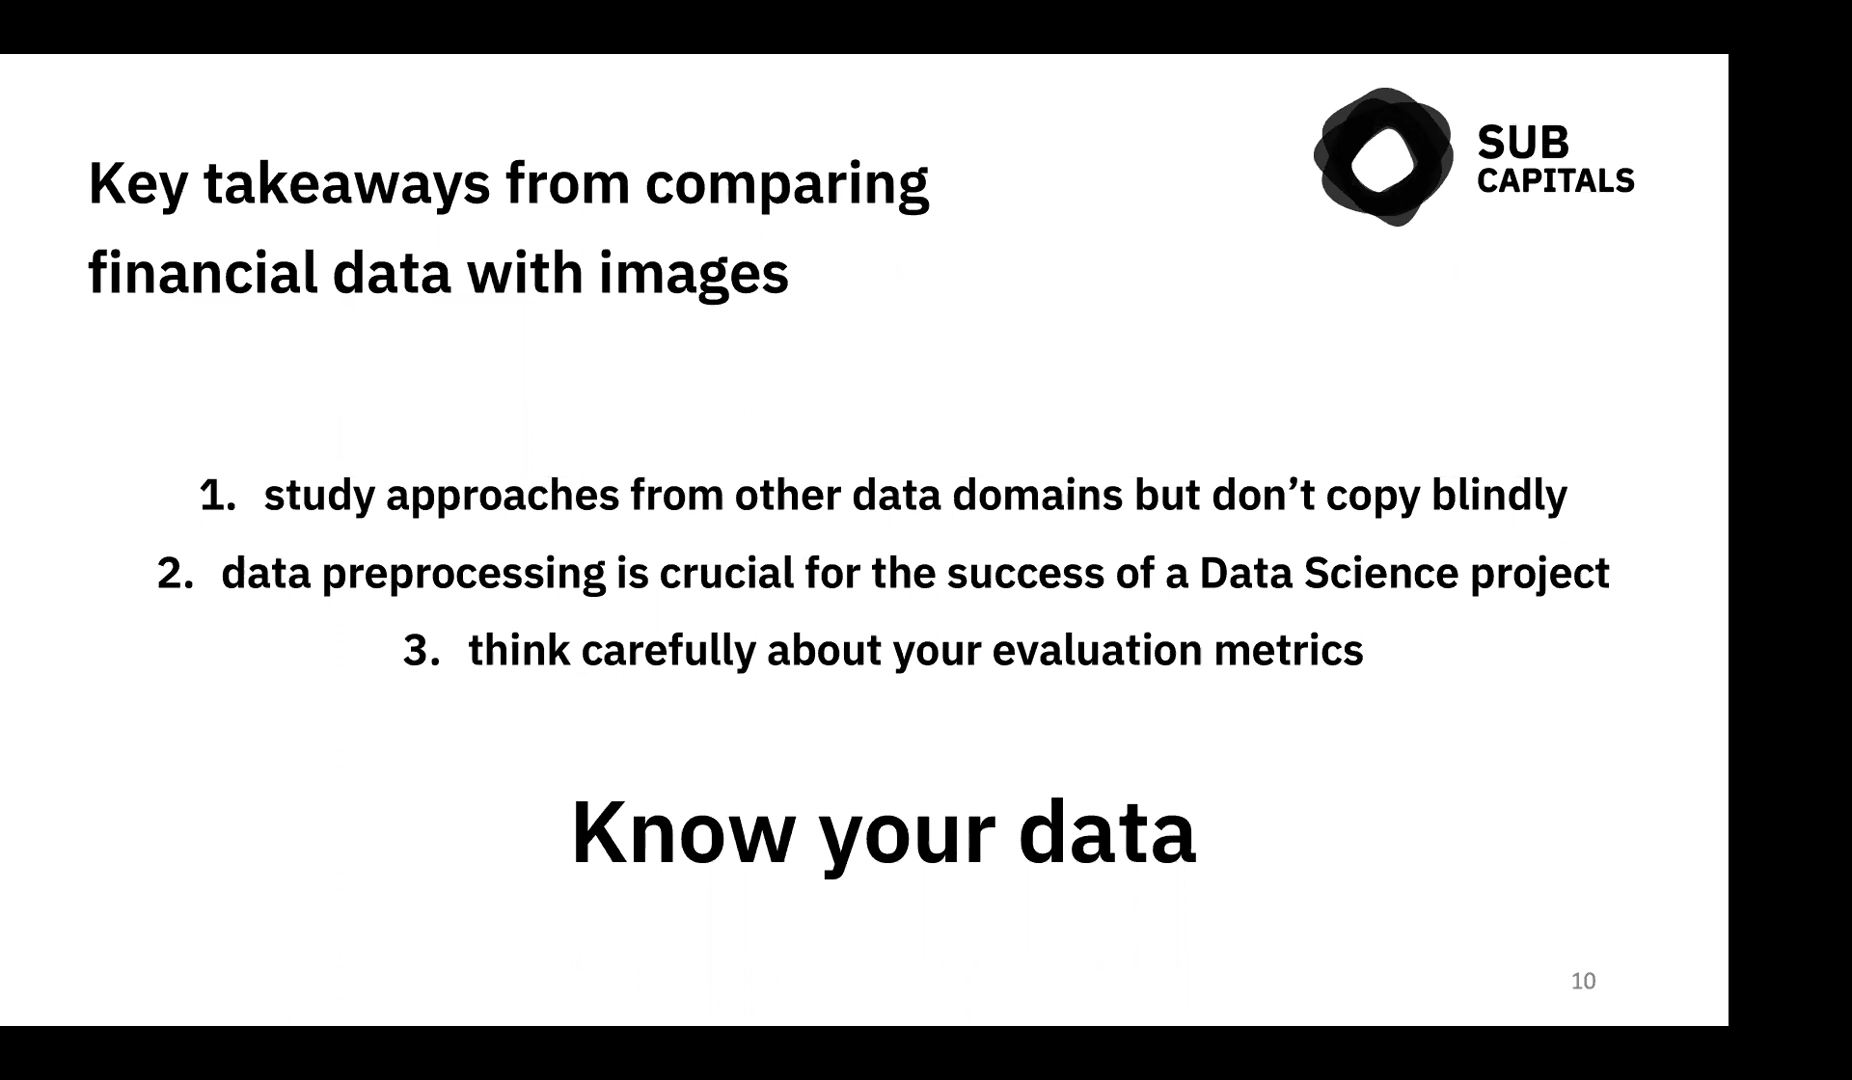 Key takeaways from comparing
financial data with images
SUB
CAPITALS
1. study approaches from other data domains but don’t copy blindly
2. data preprocessing is crucial for the success of a Data Science project
3. think carefully about your evaluation metrics
Know your data
10